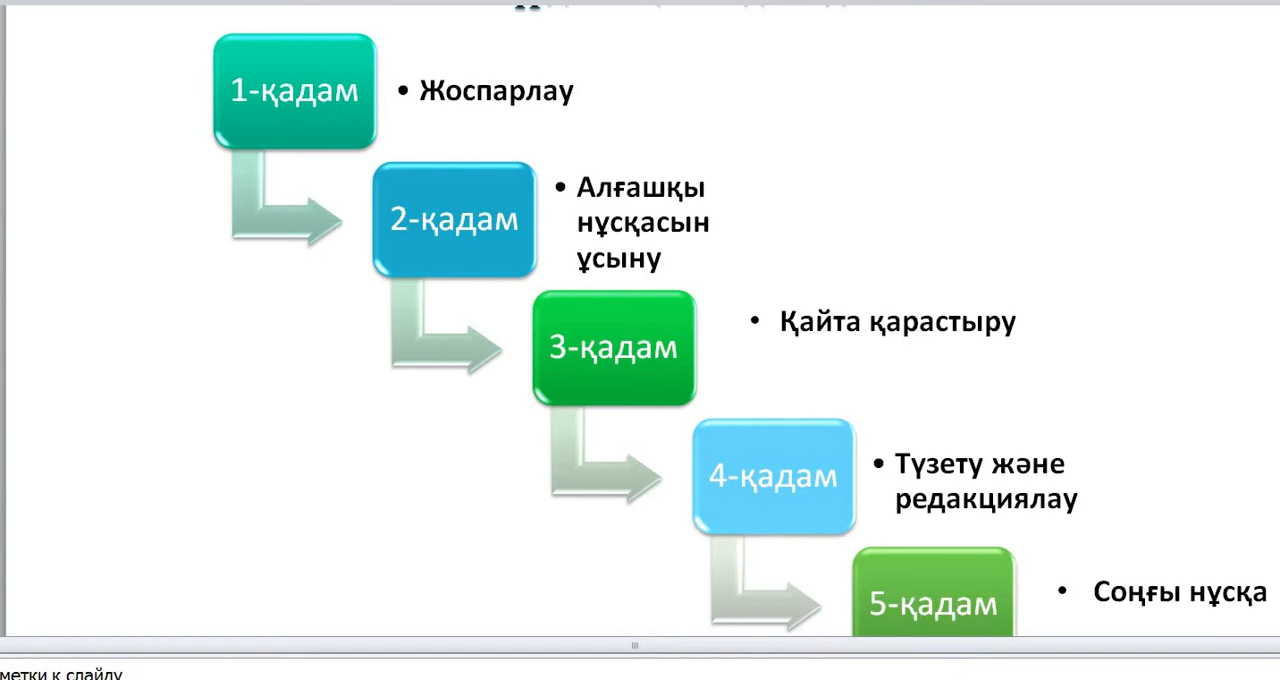 1-қадам
• Жоспарлау
2-қадам
• Алғашқы
нұсқасын
ұсыну
3-қадам
• Қайта қарастыру
4-қадам
• Түзету және
редакциялау
5-қадам
• Соңғы нұсқа
метки к слайду